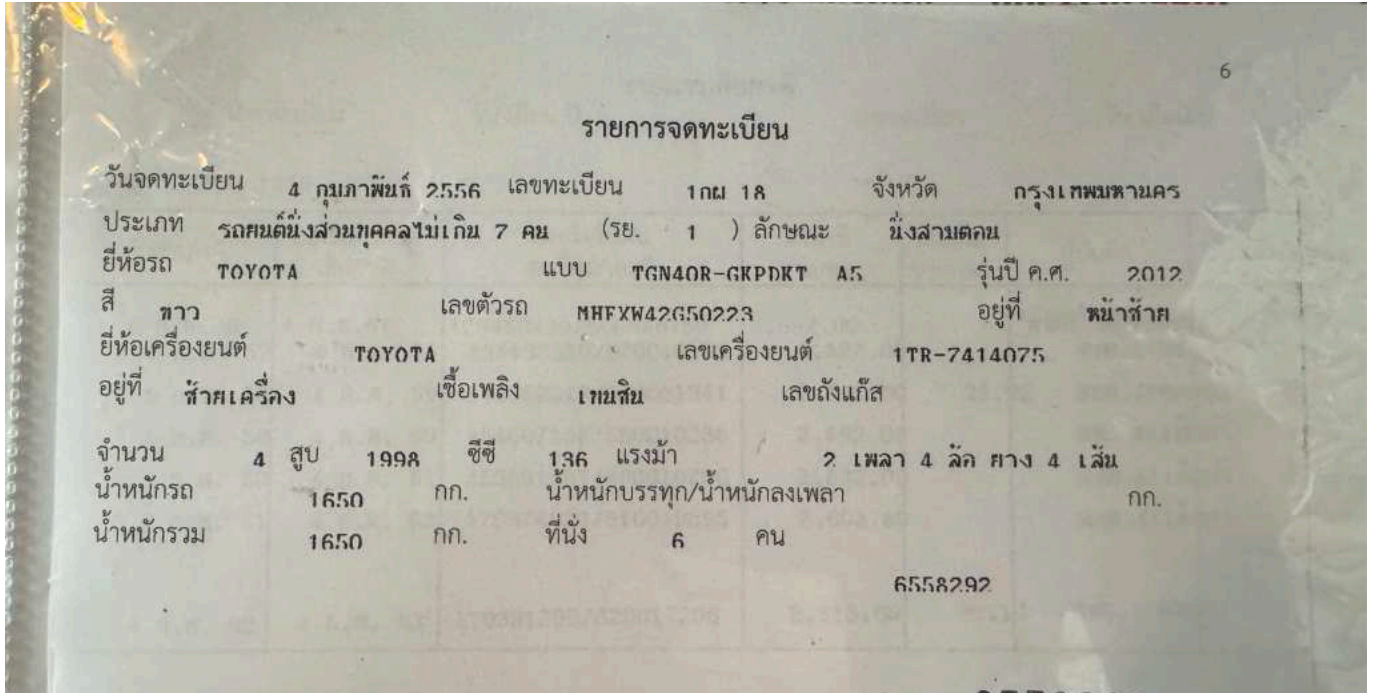 6
รายการจดทะเบียน
วันจดทะเบียน 4 กุมภาพันธ์ 2556 เลขทะเบียน 1กผ 18 จังหวัด กรุงเทพมหานคร
ประเภท รถยนต์นั่งส่วนบุคคลไม่เกิน 7 คน (รย. 1 ) ลักษณะ นั่งสามตอน
ยี่ห้อรถ TOYOTA แบบ TGN40R-GKPDKT A5 รุ่นปี ค.ศ. 2012
สี ขาว เลขตัวรถ MHFXW42G50223 อยู่ที่ หน้าซ้าย
ยี่ห้อเครื่องยนต์ TOYOTA เลขเครื่องยนต์ 1TR-7414075
อยู่ที่ ซ้ายเครื่อง เชื้อเพลิง เบนซิน เลขถังแก๊ส
จำนวน 4 สูบ 1998 ซีซี 136 แรงม้า 2 เพลา 4 ล้อ ยาง 4 เส้น
น้ำหนักรถ 1650 กก. น้ำหนักบรรทุก/น้ำหนักลงเพลา กก.
น้ำหนักรวม 1650 กก. ที่นั่ง 6 คน
6558292